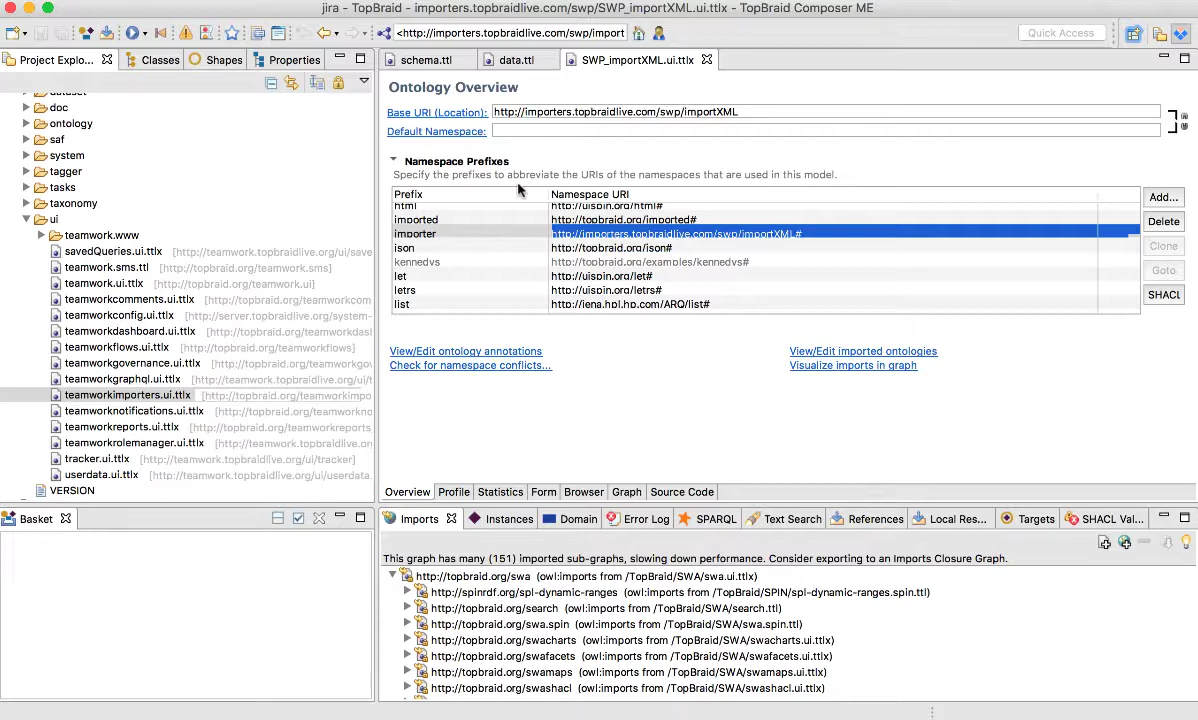 jira - TopBraid - importers.topbraidlive.com/swp/SWP_importXML.ui.ttlx - TopBraid Composer ME
<http://importers.topbraidlive.com/swp/import
Quick Access
Project Explo...
Classes
Shapes
Properties
schema.ttl
data.ttl
SWP_importXML.ui.ttlx
dataset
doc
ontology
saf
system
tagger
tasks
taxonomy
ui
teamwork.www
savedQueries.ui.ttlx [http://teamwork.topbraidlive.org/ui/save
teamwork.sms.ttl [http://topbraid.org/teamwork.sms]
teamwork.ui.ttlx [http://topbraid.org/teamwork.ui]
teamworkcomments.ui.ttlx [http://topbraid.org/teamworkcom
teamworkconfig.ui.ttlx [http://server.topbraidlive.org/system-
teamworkdashboard.ui.ttlx [http://topbraid.org/teamworkd
teamworkflows.ui.ttlx [http://topbraid.org/teamworkflows]
teamworkgovernance.ui.ttlx [http://topbraid.org/teamworkgo
teamworkgraphql.ui.ttlx [http://teamwork.topbraidlive.org/ui/t
teamworkimporters.ui.ttlx [http://topbraid.org/teamworkimpo
teamworknotifications.ui.ttlx [http://topbraid.org/teamworkn
teamworkreports.ui.ttlx [http://topbraid.org/teamworkreports
teamworkrolemanager.ui.ttlx [http://topbraid.org/teamworkr
tracker.ui.ttlx [http://teamwork.topbraidlive.org/ui/tracker]
userdata.ui.ttlx [http://teamwork.topbraidlive.org/ui/userdata.
VERSION
Ontology Overview
Base URI (Location): http://importers.topbraidlive.com/swp/importXML
Default Namespace:
Namespace Prefixes
Specify the prefixes to abbreviate the URIs of the namespaces that are used in this model.
Prefix Namespace URI
html http://uispin.org/html#
imported http://topbraid.org/imported#
importer http://importers.topbraidlive.com/swp/importXML#
json http://topbraid.org/json#
kennedys http://topbraid.org/examples/kennedys#
let http://uispin.org/let#
letrs http://uispin.org/letrs#
list http://jena.hpl.hp.com/ARQ/list#
Add...
Delete
Clone
Goto
SHACL
View/Edit ontology annotations
View/Edit imported ontologies
Check for namespace conflicts...
Visualize imports in graph
Overview Profile Statistics Form Browser Graph Source Code
Basket
Imports Instances Domain Error Log SPARQL Text Search References Local Res... Targets SHACL Val...
This graph has many (151) imported sub-graphs, slowing down performance. Consider exporting to an Imports Closure Graph.
http://topbraid.org/swa (owl:imports from /TopBraid/SWA/swa.ui.ttlx)
http://spinrdf.org/spl-dynamic-ranges (owl:imports from /TopBraid/SPIN/spl-dynamic-ranges.spin.ttl)
http://topbraid.org/search (owl:imports from /TopBraid/SWA/search.ttl)
http://topbraid.org/swa.spin (owl:imports from /TopBraid/SWA/swa.spin.ttl)
http://topbraid.org/swacharts (owl:imports from /TopBraid/SWA/swacharts.ui.ttlx)
http://topbraid.org/swafacets (owl:imports from /TopBraid/SWA/swafacets.ui.ttlx)
http://topbraid.org/swamaps (owl:imports from /TopBraid/SWA/swamaps.ui.ttlx)
http://topbraid.org/swashacl (owl:imports from /TopBraid/SWA/swashacl.ui.ttlx)